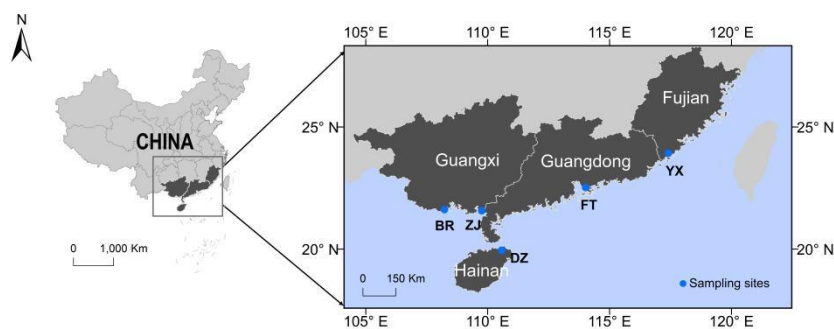 N
CHINA
0 1,000 Km
105° E 110° E 115° E 120° E
25° N
20° N
Fujian
Guangxi
Guangdong
YX
FT
BR
ZJ
DZ
Hainan
0 150 Km
Sampling sites
25° N
20° N
105° E 110° E 115° E 120° E